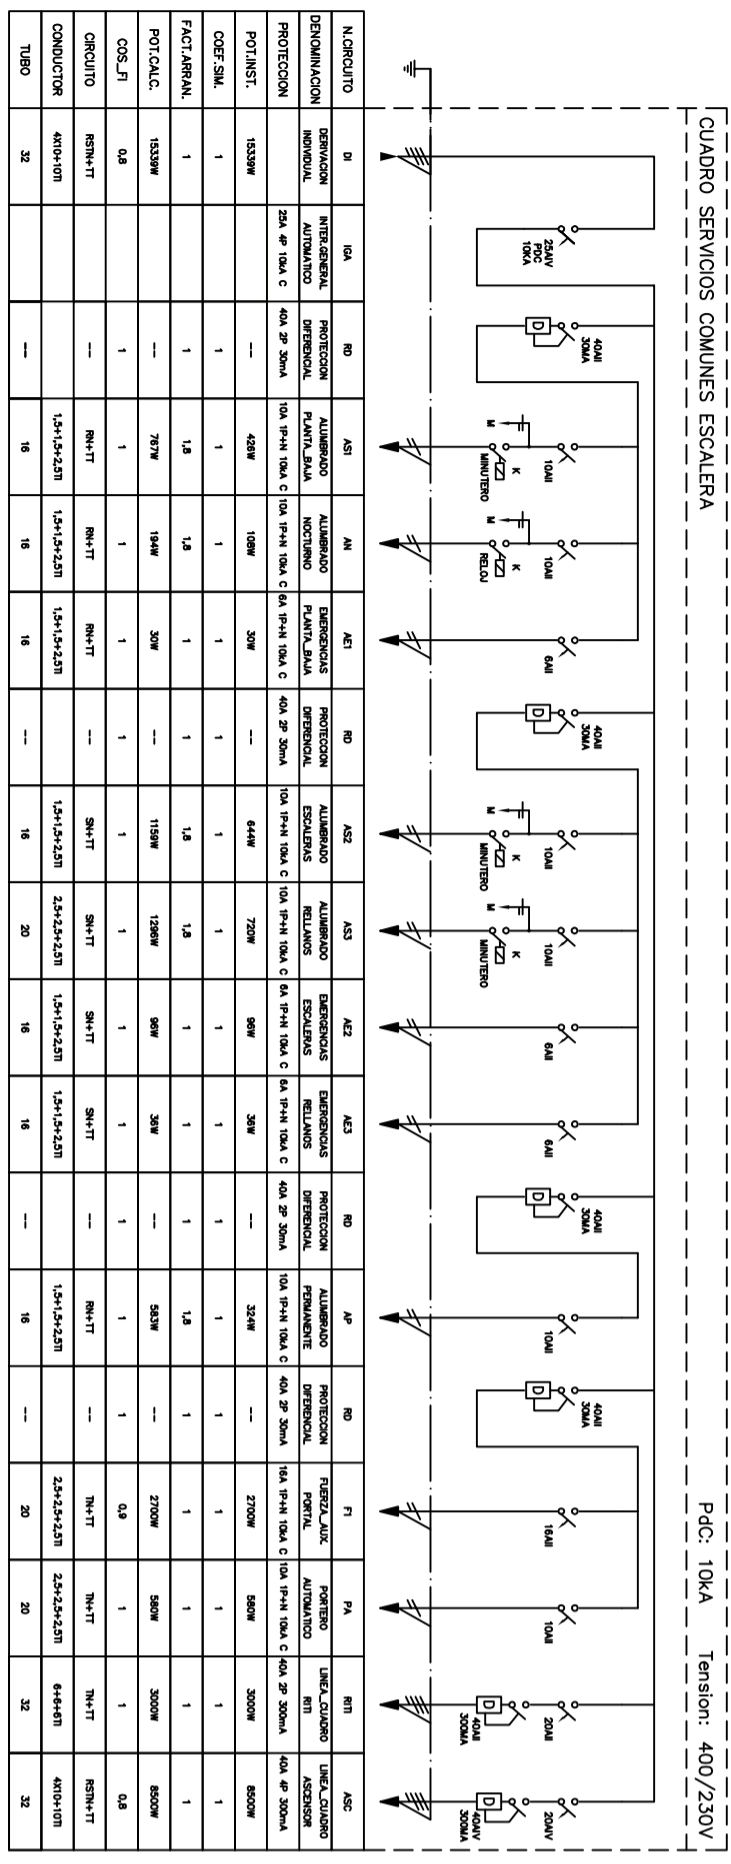 CUADRO SERVICIOS COMUNES ESCALERA
PdC: 10kA Tension: 400/230V
25AIV
PDC
10KA
40AII
30MA
D
10AII
M
K
MINUTERO
10AII
M
K
RELOJ
6AII
40AII
30MA
D
10AII
M
K
MINUTERO
10AII
M
K
MINUTERO
6AII
6AII
40AII
30MA
D
10AII
40AII
30MA
D
16AII
10AII
20AII
D
40AII
300MA
20AIV
D
40AIV
300MA
N.CIRCUITO DI IGA RD AS1 AN AE1 RD AS2 AS3 AE2 AE3 RD AP RD F1 PA RITI ASC
DENOMINACION DERIVACION INDIVIDUAL INTER.GENERAL AUTOMATICO PROTECCION DIFERENCIAL ALUMBRADO PLANTA_BAJA ALUMBRADO NOCTURNO EMERGENCIAS PLANTA_BAJA PROTECCION DIFERENCIAL ALUMBRADO ESCALERAS ALUMBRADO RELLANOS EMERGENCIAS ESCALERAS EMERGENCIAS RELLANOS PROTECCION DIFERENCIAL ALUMBRADO PERMANENTE PROTECCION DIFERENCIAL FUERZA_AUX. PORTAL PORTERO AUTOMATICO LINEA_CUADRO RITI LINEA_CUADRO ASCENSOR
PROTECCION 25A 4P 10kA C 40A 2P 30mA 10A 1P+N 10kA C 10A 1P+N 10kA C 6A 1P+N 10kA C 40A 2P 30mA 10A 1P+N 10kA C 10A 1P+N 10kA C 6A 1P+N 10kA C 6A 1P+N 10kA C 40A 2P 30mA 10A 1P+N 10kA C 40A 2P 30mA 16A 1P+N 10kA C 10A 1P+N 10kA C 40A 2P 300mA 40A 4P 300mA
POT.INST. 15339W -- 426W 108W 30W -- 644W 720W 96W 36W -- 324W -- 2700W 580W 3000W 8500W
COEF.SIM. 1 1 1 1 1 1 1 1 1 1 1 1 1 1 1 1 1
FACT.ARRAN. 1 1 1,8 1,8 1 1 1,8 1,8 1 1 1 1,8 1 1 1 1 1
POT.CALC. 15339W -- 767W 194W 30W -- 1159W 1296W 96W 36W -- 583W -- 2700W 580W 3000W 8500W
COS_FI 0,8 1 1 1 1 1 1 1 1 1 1 1 1 0,9 1 1 0,8
CIRCUITO RSTN+TT -- RN+TT RN+TT RN+TT -- SN+TT SN+TT SN+TT SN+TT -- RN+TT -- TN+TT TN+TT TN+TT RSTN+TT
CONDUCTOR 4X10+10TT 1,5+1,5+2,5TT 1,5+1,5+2,5TT 1,5+1,5+2,5TT 1,5+1,5+2,5TT 2,5+2,5+2,5TT 1,5+1,5+2,5TT 1,5+1,5+2,5TT 1,5+1,5+2,5TT 2,5+2,5+2,5TT 2,5+2,5+2,5TT 6+6+6TT 4X10+10TT
TUBO 32 --- 16 16 16 --- 16 20 16 16 --- 16 --- 20 20 32 32